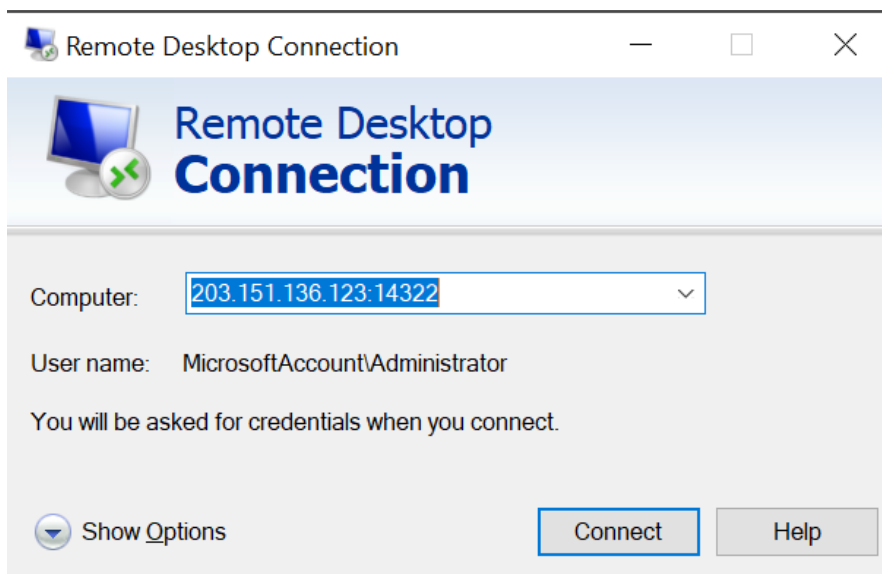 Remote Desktop Connection
Remote Desktop
Connection
Computer: 203.151.136.123:14322
User name: MicrosoftAccount\Administrator
You will be asked for credentials when you connect.
Show Options Connect Help